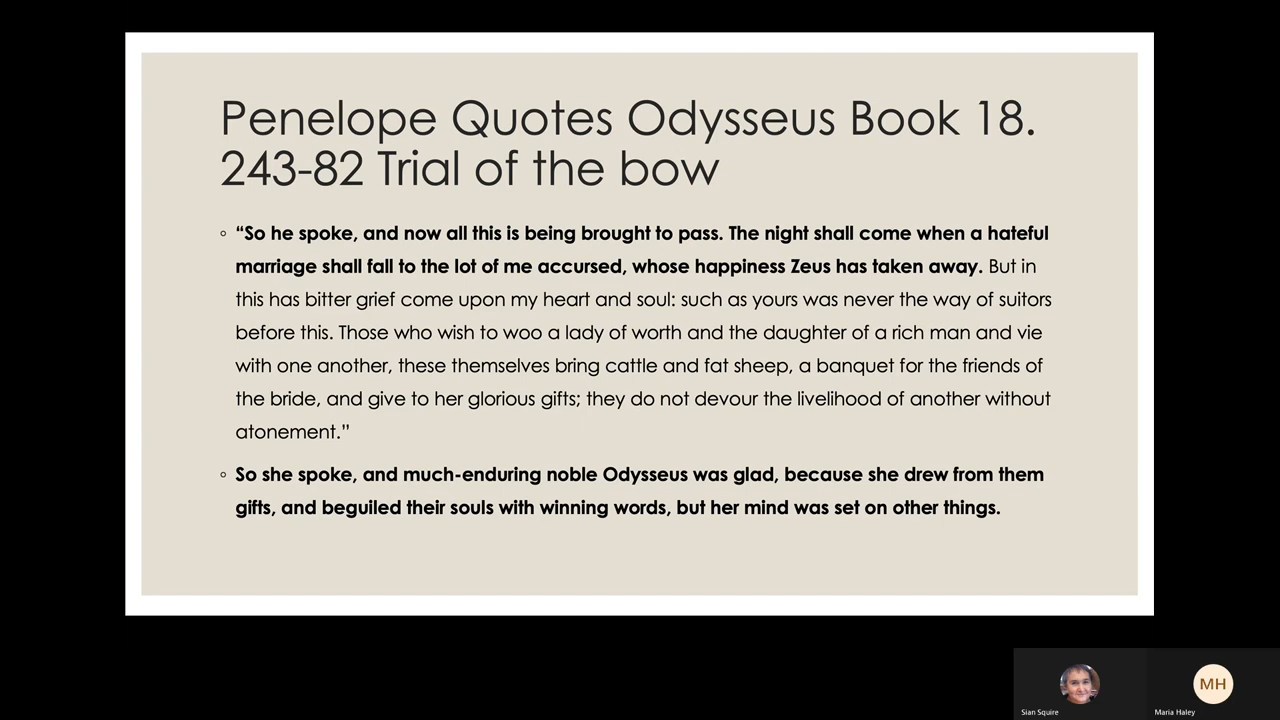 Penelope Quotes Odysseus Book 18.
243-82 Trial of the bow
◦ “So he spoke, and now all this is being brought to pass. The night shall come when a hateful
marriage shall fall to the lot of me accursed, whose happiness Zeus has taken away. But in
this has bitter grief come upon my heart and soul: such as yours was never the way of suitors
before this. Those who wish to woo a lady of worth and the daughter of a rich man and vie
with one another, these themselves bring cattle and fat sheep, a banquet for the friends of
the bride, and give to her glorious gifts; they do not devour the livelihood of another without
atonement.”
◦ So she spoke, and much-enduring noble Odysseus was glad, because she drew from them
gifts, and beguiled their souls with winning words, but her mind was set on other things.
MH
Sian Squire
Maria Haley